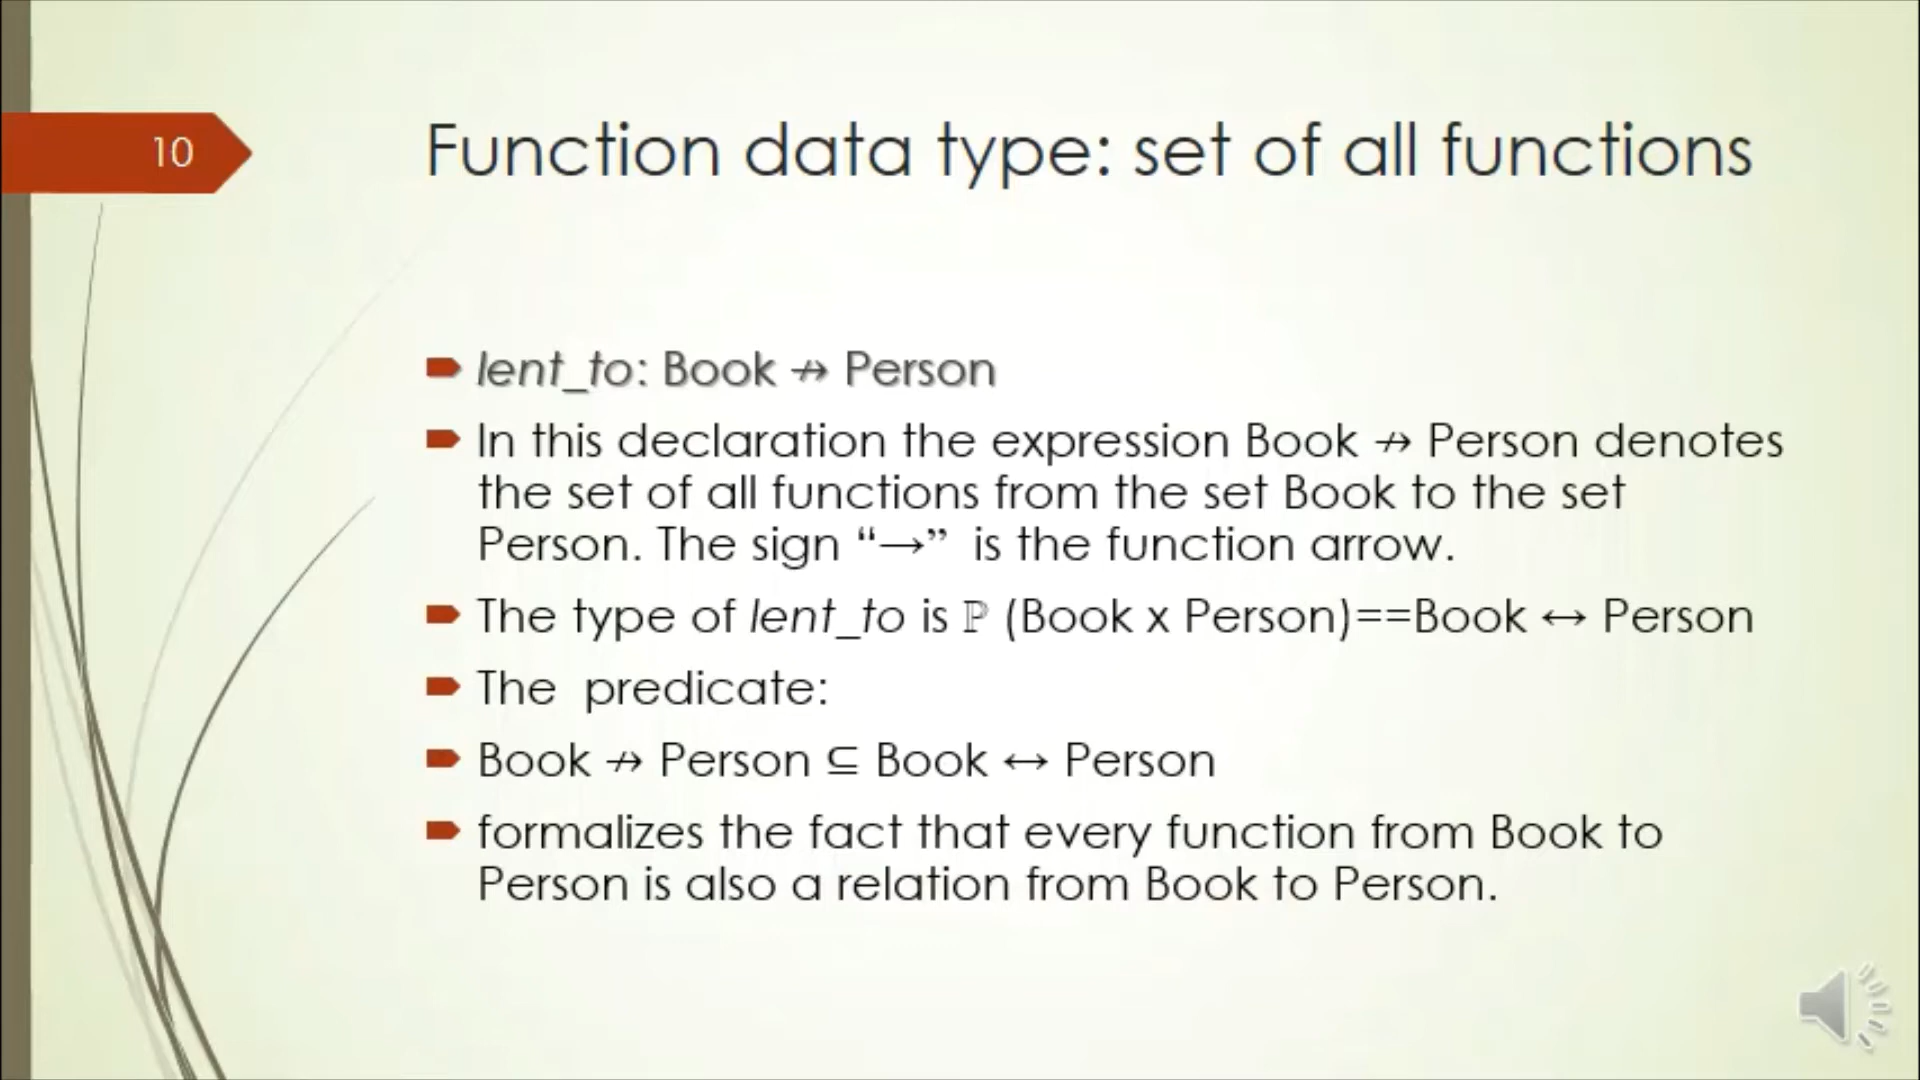 10
Function data type: set of all functions
lent_to: Book ⇸ Person
In this declaration the expression Book ⇸ Person denotes
the set of all functions from the set Book to the set
Person. The sign “→” is the function arrow.
The type of lent_to is ℙ (Book x Person)==Book ↔ Person
The predicate:
Book ⇸ Person ⊆ Book ↔ Person
formalizes the fact that every function from Book to
Person is also a relation from Book to Person.